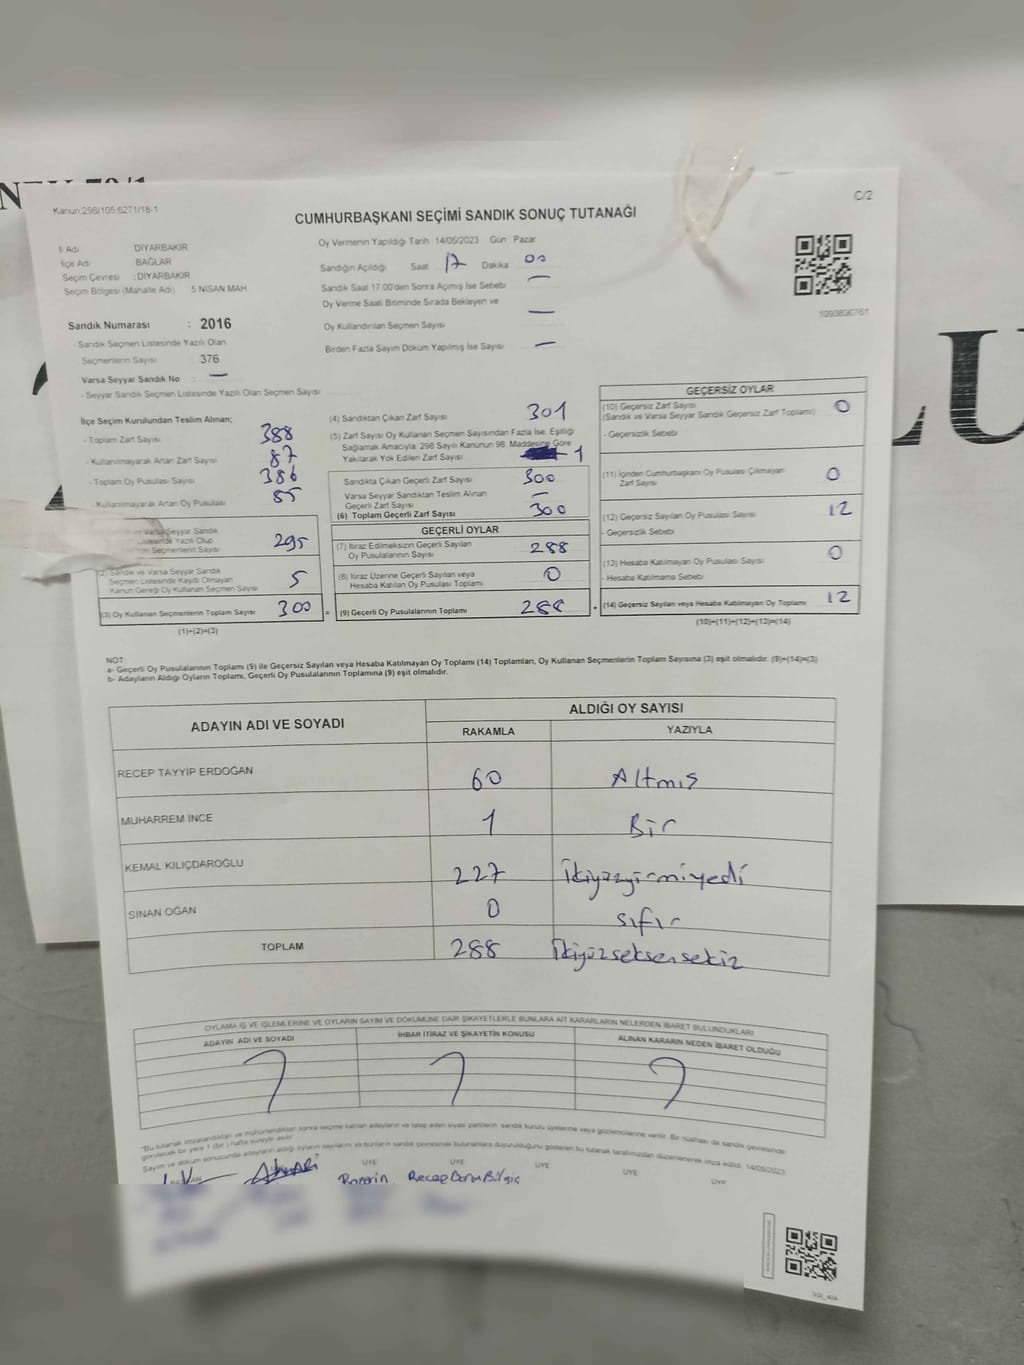 C/2
Kanun:298/105 6271/18-1
CUMHURBAŞKANI SEÇİMİ SANDIK SONUÇ TUTANAĞI
İl Adı DİYARBAKIR
İlçe Adı BAĞLAR
Seçim Çevresi : DİYARBAKIR
Seçim Bölgesi (Mahalle Adı) 5 NİSAN MAH.
Sandık Numarası : 2016
- Sandık Seçmen Listesinde Yazılı Olan
Seçmenlerin Sayısı 376
Varsa Seyyar Sandık No —
- Seyyar Sandık Seçmen Listesinde Yazılı Olan Seçmen Sayısı
Oy Vermenin Yapıldığı Tarih 14/05/2023 Gün Pazar
Sandığın Açıldığı Saat 17 Dakika 00
Sandık Saat 17:00'den Sonra Açılmış İse Sebebi —
Oy Verme Saati Bitiminde Sırada Bekleyen ve
Oy Kullandırılan Seçmen Sayısı —
Birden Fazla Sayım Döküm Yapılmış İse Sayısı —
İlçe Seçim Kurulundan Teslim Alınan;
- Toplam Zarf Sayısı 388
- Kullanılmayarak Artan Zarf Sayısı 87
- Toplam Oy Pusulası Sayısı 386
- Kullanılmayarak Artan Oy Pusulası 85
ve Varsa Seyyar Sandık
Listesinde Yazılı Olup
Seçmenlerin Sayısı 295
(2) Sandık ve Varsa Seyyar Sandık
Seçmen Listesinde Kayıtlı Olmayan
Kanun Gereği Oy Kullanan Seçmen Sayısı 5
(3) Oy Kullanan Seçmenlerin Toplam Sayısı 300
(1)+(2)=(3)
(4) Sandıktan Çıkan Zarf Sayısı 301
(5) Zarf Sayısı Oy Kullanan Seçmen Sayısından Fazla İse, Eşitliği
Sağlamak Amacıyla; 298 Sayılı Kanunun 98. Maddesine Göre
Yakılarak Yok Edilen Zarf Sayısı 1
Sandıkta Çıkan Geçerli Zarf Sayısı 300
Varsa Seyyar Sandıktan Teslim Alınan
Geçerli Zarf Sayısı —
(6) Toplam Geçerli Zarf Sayısı 300
GEÇERLİ OYLAR
(7) İtiraz Edilmeksizin Geçerli Sayılan
Oy Pusulalarının Sayısı 288
(8) İtiraz Üzerine Geçerli Sayılan veya
Hesaba Katılan Oy Pusulası Toplamı 0
(9) Geçerli Oy Pusulalarının Toplamı 288
GEÇERSİZ OYLAR
(10) Geçersiz Zarf Sayısı
(Sandık ve Varsa Seyyar Sandık Geçersiz Zarf Toplamı) 0
- Geçersizlik Sebebi
(11) İçinden Cumhurbaşkanı Oy Pusulası Çıkmayan
Zarf Sayısı 0
(12) Geçersiz Sayılan Oy Pusulası Sayısı 12
- Geçersizlik Sebebi
(13) Hesaba Katılmayan Oy Pusulası Sayısı 0
- Hesaba Katılmama Sebebi
(14) Geçersiz Sayılan veya Hesaba Katılmayan Oy Toplamı 12
(10)+(11)+(12)+(13)=(14)
NOT:
a- Geçerli Oy Pusulalarının Toplamı (9) ile Geçersiz Sayılan veya Hesaba Katılmayan Oy Toplamı (14) Toplamları, Oy Kullanan Seçmenlerin Toplam Sayısına (3) eşit olmalıdır. (9)+(14)=(3)
b- Adayların Aldığı Oyların Toplamı, Geçerli Oy Pusulalarının Toplamına (9) eşit olmalıdır.
ADAYIN ADI VE SOYADI ALDIĞI OY SAYISI
RAKAMLA YAZIYLA
RECEP TAYYİP ERDOĞAN 60 Altmış
MUHARREM İNCE 1 Bir
KEMAL KILIÇDAROĞLU 227 İkiyüzyirmiyedi
SİNAN OĞAN 0 sıfır
TOPLAM 288 İkiyüzseksensekiz
OYLAMA İŞ VE İŞLEMLERİNE VE OYLARIN SAYIM VE DÖKÜMÜNE DAİR ŞİKAYETLERLE BUNLARA AİT KARARLARIN NELERDEN İBARET BULUNDUKLARI
ADAYIN ADI VE SOYADI İHBAR İTİRAZ VE ŞİKAYETİN KONUSU ALINAN KARARIN NEDEN İBARET OLDUĞU
ÜYE ÜYE ÜYE ÜYE ÜYE